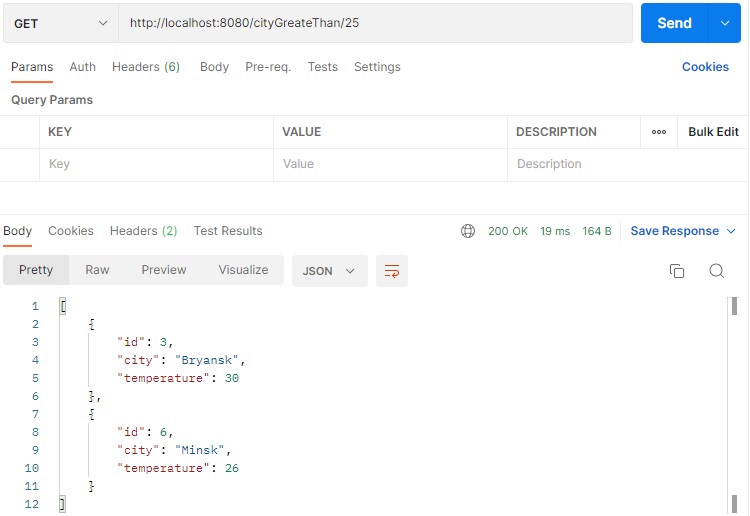 GET http://localhost:8080/cityGreateThan/25 Send
Params Auth Headers (6) Body Pre-req. Tests Settings Cookies
Query Params
KEY VALUE DESCRIPTION ooo Bulk Edit
Key Value Description
Body Cookies Headers (2) Test Results 200 OK 19 ms 164 B Save Response
Pretty Raw Preview Visualize JSON
1 [
2 {
3 "id": 3,
4 "city": "Bryansk",
5 "temperature": 30
6 },
7 {
8 "id": 6,
9 "city": "Minsk",
10 "temperature": 26
11 }
12 ]